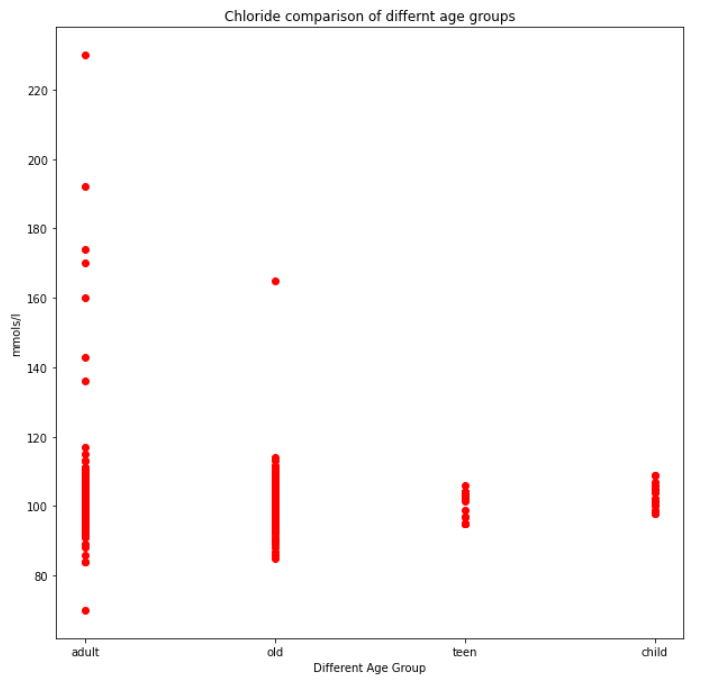 Chloride comparison of differnt age groups
220
200
180
160
140
120
100
80
mmols/l
adult old teen child
Different Age Group